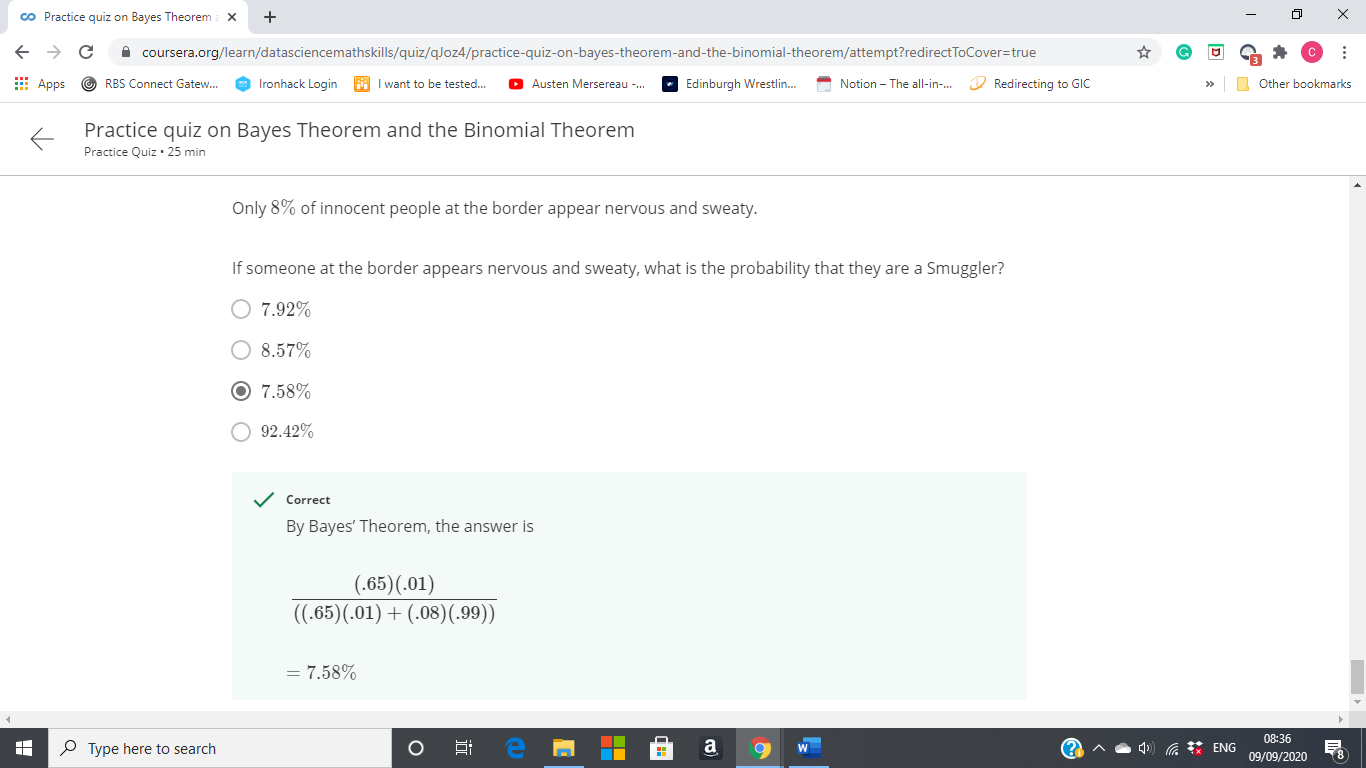 Practice quiz on Bayes Theorem a
coursera.org/learn/datasciencemathskills/quiz/qJoz4/practice-quiz-on-bayes-theorem-and-the-binomial-theorem/attempt?redirectToCover=true
3
C
Apps
RBS Connect Gatew...
Ironhack Login
I want to be tested...
Austen Mersereau -...
Edinburgh Wrestlin...
Notion – The all-in-...
Redirecting to GIC
»
Other bookmarks
Practice quiz on Bayes Theorem and the Binomial Theorem
Practice Quiz • 25 min
Only 8% of innocent people at the border appear nervous and sweaty.
If someone at the border appears nervous and sweaty, what is the probability that they are a Smuggler?
7.92%
8.57%
7.58%
92.42%
Correct
By Bayes’ Theorem, the answer is
(.65)(.01)
((.65)(.01) + (.08)(.99))
= 7.58%
Type here to search
ENG
08:36
09/09/2020
8